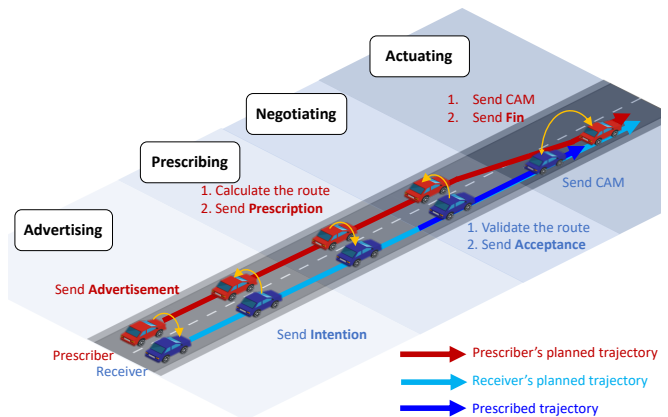 Actuating
1. Send CAM
2. Send Fin
Negotiating
Prescribing
1. Calculate the route
2. Send Prescription
Send CAM
Advertising
1. Validate the route
2. Send Acceptance
Send Advertisement
Send Intention
Prescriber
Receiver
Prescriber's planned trajectory
Receiver's planned trajectory
Prescribed trajectory